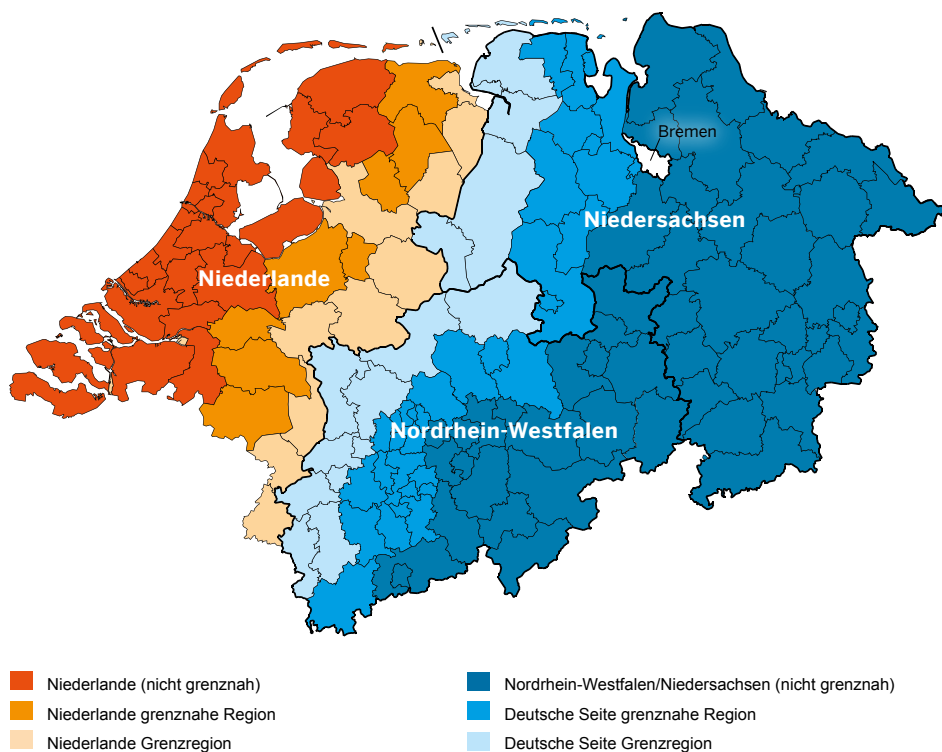 Bremen
Niedersachsen
Niederlande
Nordrhein-Westfalen
Niederlande (nicht grenznah)
Niederlande grenznahe Region
Niederlande Grenzregion
Nordrhein-Westfalen/Niedersachsen (nicht grenznah)
Deutsche Seite grenznahe Region
Deutsche Seite Grenzregion